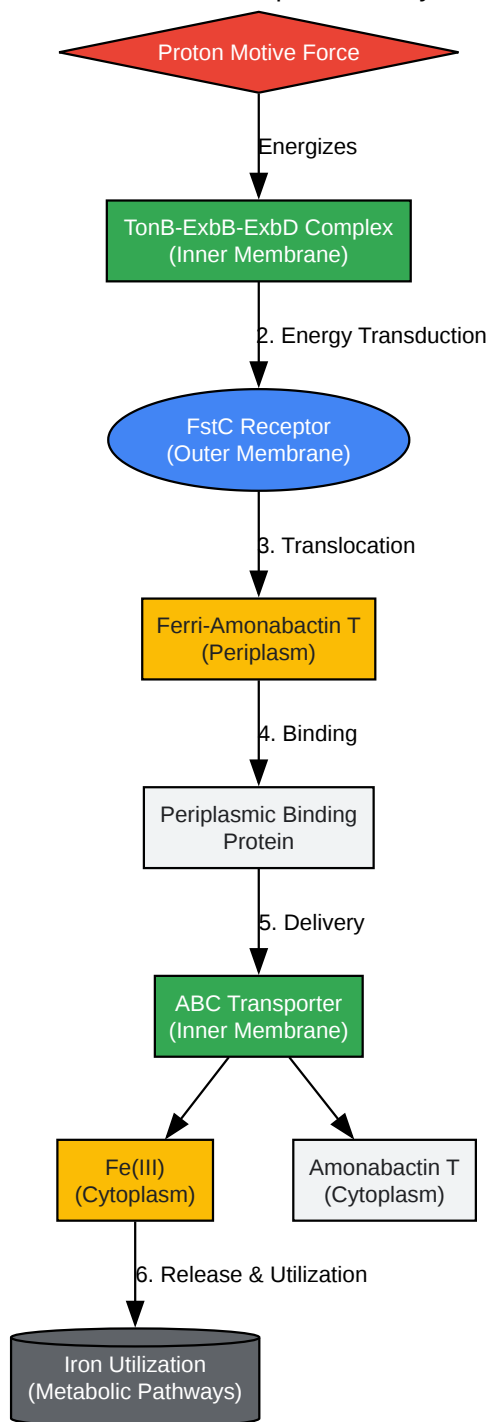 Proton Motive Force
Energizes
TonB-ExbB-ExbD Complex
(Inner Membrane)
2. Energy Transduction
FstC Receptor
(Outer Membrane)
3. Translocation
Ferri-Amonabactin T
(Periplasm)
4. Binding
Periplasmic Binding
Protein
5. Delivery
ABC Transporter
(Inner Membrane)
Fe(III)
(Cytoplasm)
Amonabactin T
(Cytoplasm)
6. Release & Utilization
Iron Utilization
(Metabolic Pathways)